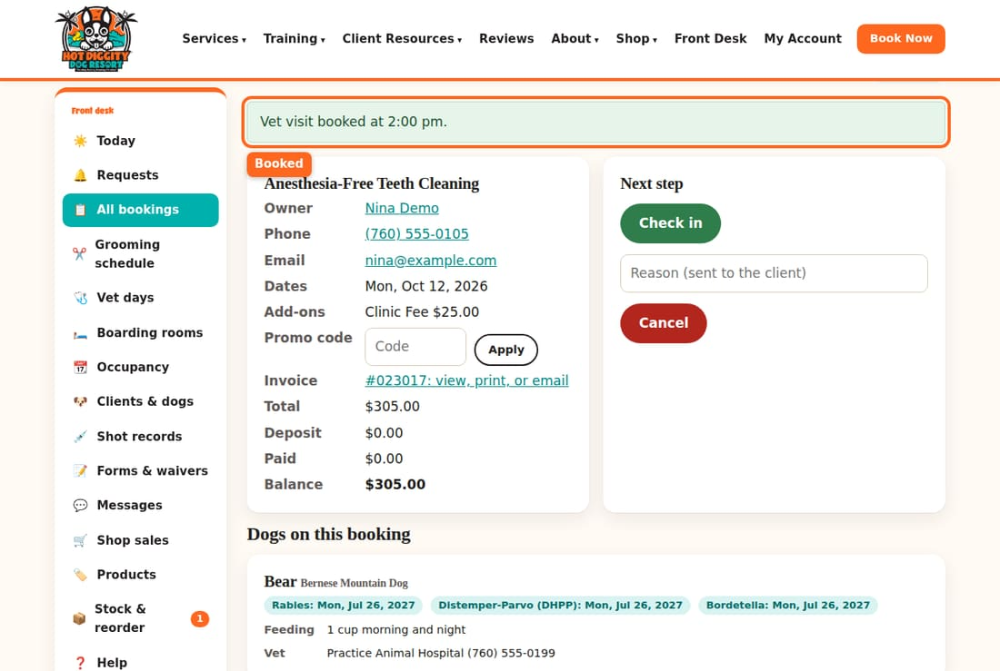 HOT DIGGITY
DOG RESORT
Services ▾
Training ▾
Client Resources ▾
Reviews
About ▾
Shop ▾
Front Desk
My Account
Book Now
Front desk
Today
Requests
All bookings
Grooming
schedule
Vet days
Boarding rooms
Occupancy
Clients & dogs
Shot records
Forms & waivers
Messages
Shop sales
Products
Stock &
reorder
1
Help
Vet visit booked at 2:00 pm.
Booked
Anesthesia-Free Teeth Cleaning
Owner Nina Demo
Phone (760) 555-0105
Email nina@example.com
Dates Mon, Oct 12, 2026
Add-ons Clinic Fee $25.00
Promo code Code Apply
Invoice #023017: view, print, or email
Total $305.00
Deposit $0.00
Paid $0.00
Balance $305.00
Next step
Check in
Reason (sent to the client)
Cancel
Dogs on this booking
Bear Bernese Mountain Dog
Rabies: Mon, Jul 26, 2027 Distemper-Parvo (DHPP): Mon, Jul 26, 2027 Bordetella: Mon, Jul 26, 2027
Feeding 1 cup morning and night
Vet Practice Animal Hospital (760) 555-0199